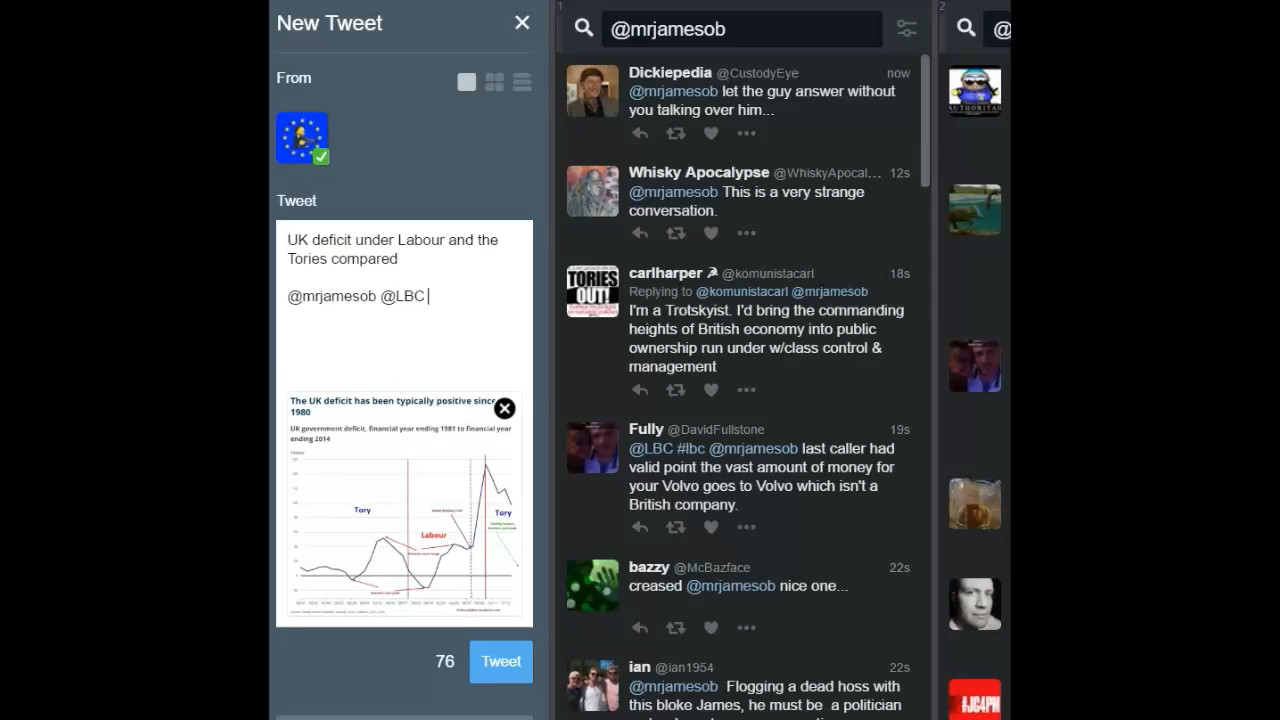 New Tweet
From
Tweet
UK deficit under Labour and the
Tories compared
@mrjamesob @LBC
The UK deficit has been typically positive since
1980
UK government deficit, financial year ending 1981 to financial year
ending 2014
Tory
Labour
Tory
76
Tweet
1
@mrjamesob
Dickiepedia @CustodyEye now
@mrjamesob let the guy answer without
you talking over him...
Whisky Apocalypse @WhiskyApocal... 12s
@mrjamesob This is a very strange
conversation.
TORIES
OUT!
carlharper @komunistacarl 18s
Replying to @komunistacarl @mrjamesob
I'm a Trotskyist. I'd bring the commanding
heights of British economy into public
ownership run under w/class control &
management
Fully @DavidFullstone 19s
@LBC #lbc @mrjamesob last caller had
valid point the vast amount of money for
your Volvo goes to Volvo which isn't a
British company.
bazzy @McBazface 22s
creased @mrjamesob nice one...
ian @ian1954 22s
@mrjamesob Flogging a dead hoss with
this bloke James, he must be a politician
2
@
#JC4PM